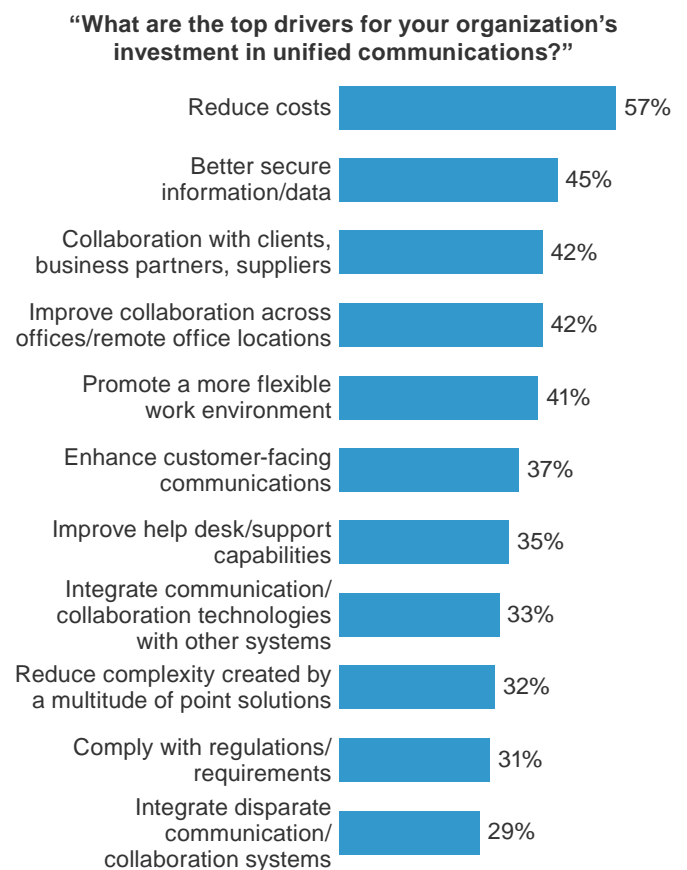 “What are the top drivers for your organization’s
investment in unified communications?”
Reduce costs
57%
Better secure
information/data
45%
Collaboration with clients,
business partners, suppliers
42%
Improve collaboration across
offices/remote office locations
42%
Promote a more flexible
work environment
41%
Enhance customer-facing
communications
37%
Improve help desk/support
capabilities
35%
Integrate communication/
collaboration technologies
with other systems
33%
Reduce complexity created by
a multitude of point solutions
32%
Comply with regulations/
requirements
31%
Integrate disparate
communication/
collaboration systems
29%